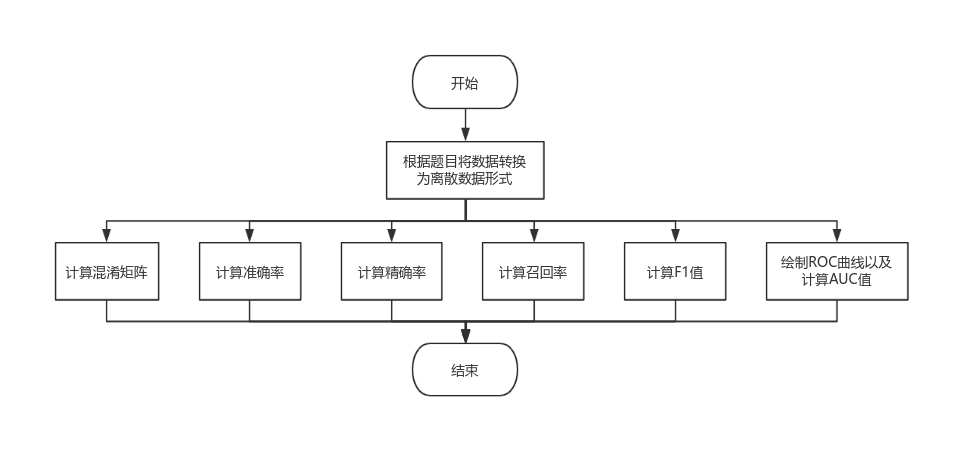 开始
根据题目将数据转换
为离散数据形式
计算混淆矩阵
计算准确率
计算精确率
计算召回率
计算F1值
绘制ROC曲线以及
计算AUC值
结束